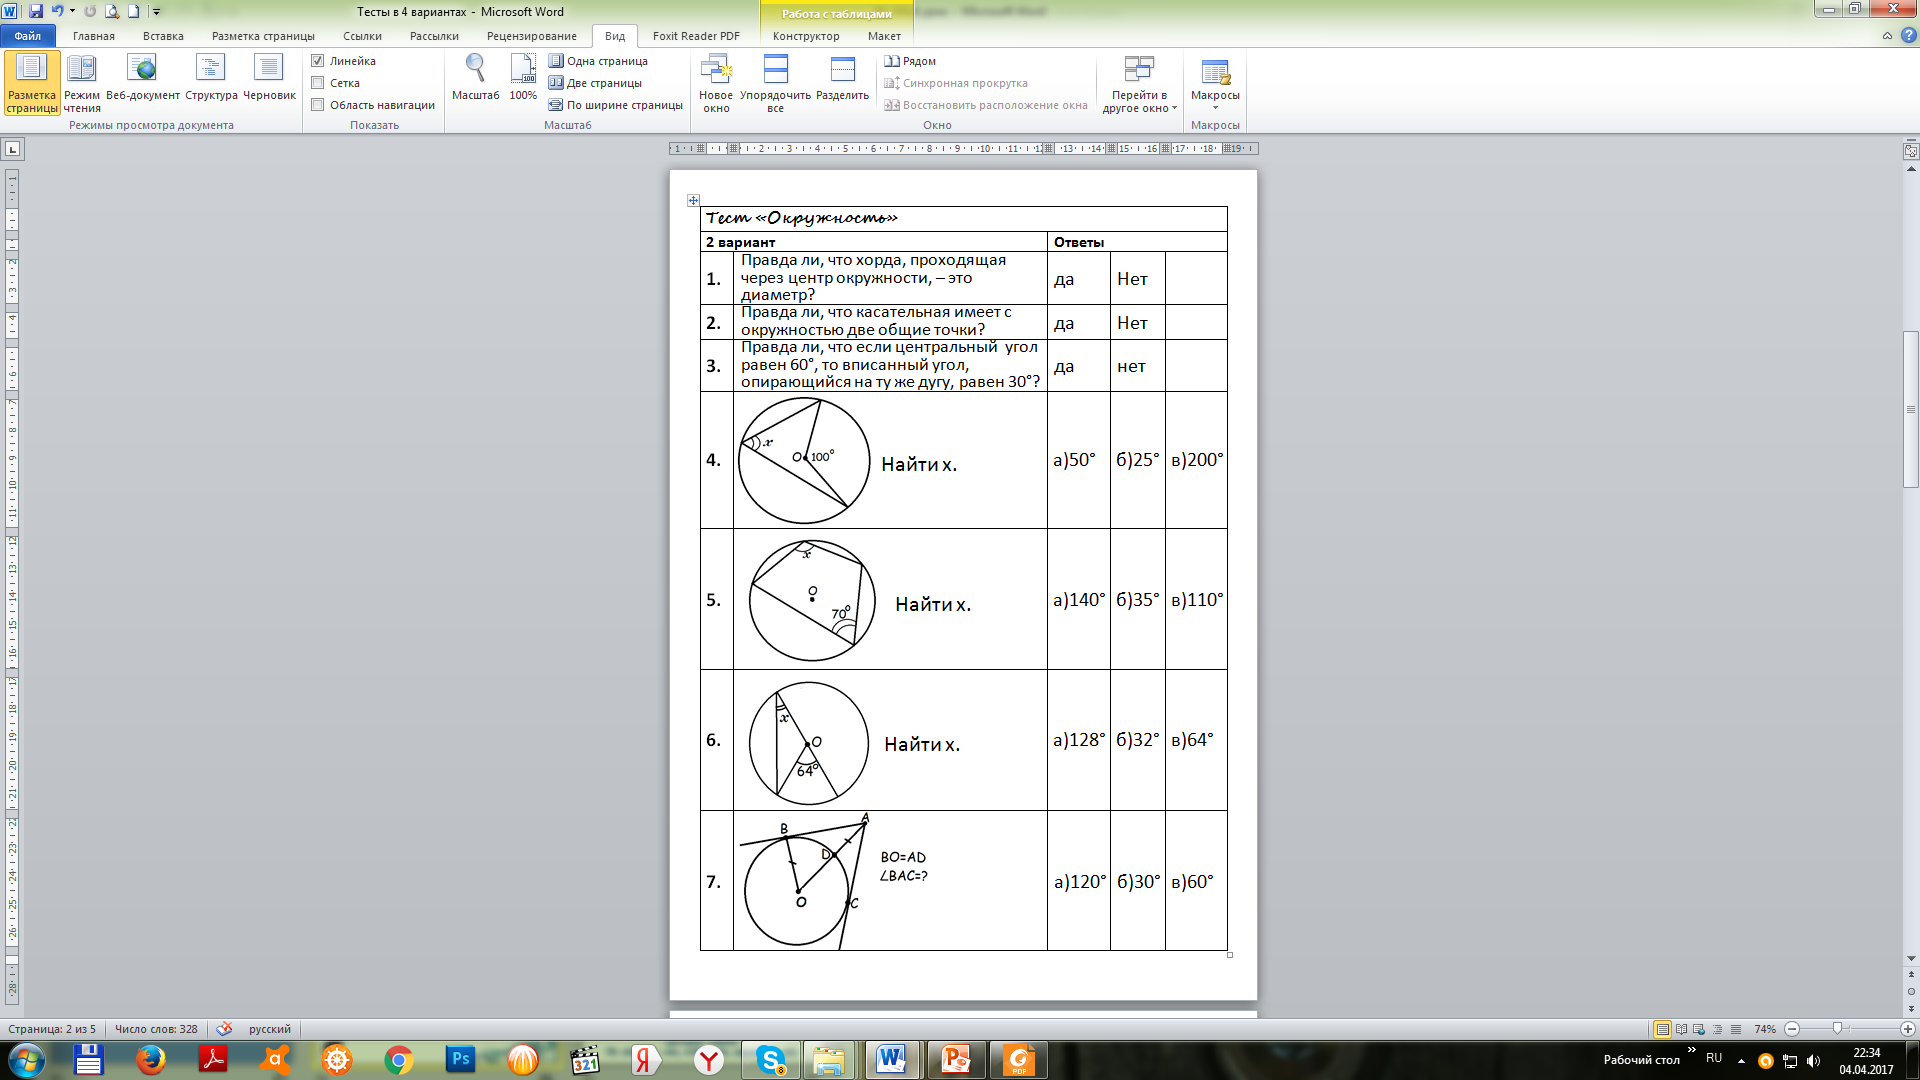 Тесты в 4 вариантах - Microsoft Word
Работа с таблицами
Файл Главная Вставка Разметка страницы Ссылки Рассылки Рецензирование Вид Foxit Reader PDF Конструктор Макет
Разметка страницы
Режим чтения
Веб-документ
Структура
Черновик
Режимы просмотра документа
Линейка
Сетка
Область навигации
Показать
Масштаб
100%
Одна страница
Две страницы
По ширине страницы
Масштаб
Новое окно
Упорядочить все
Разделить
Рядом
Синхронная прокрутка
Восстановить расположение окна
Перейти в другое окно
Окно
Макросы
Макросы
Тест «Окружность»
2 вариант Ответы
1. Правда ли, что хорда, проходящая
через центр окружности, – это
диаметр?
да Нет
2. Правда ли, что касательная имеет с
окружностью две общие точки?
да Нет
3. Правда ли, что если центральный угол
равен 60°, то вписанный угол,
опирающийся на ту же дугу, равен 30°?
да нет
4. x O 100° Найти x. а)50° б)25° в)200°
5. x O 70° Найти x. а)140° б)35° в)110°
6. x O 64° Найти x. а)128° б)32° в)64°
7. A B D O C
BO=AD
∠BAC=?
а)120° б)30° в)60°
Страница: 2 из 5 Число слов: 328 русский 74%
Рабочий стол » RU 22:34
04.04.2017